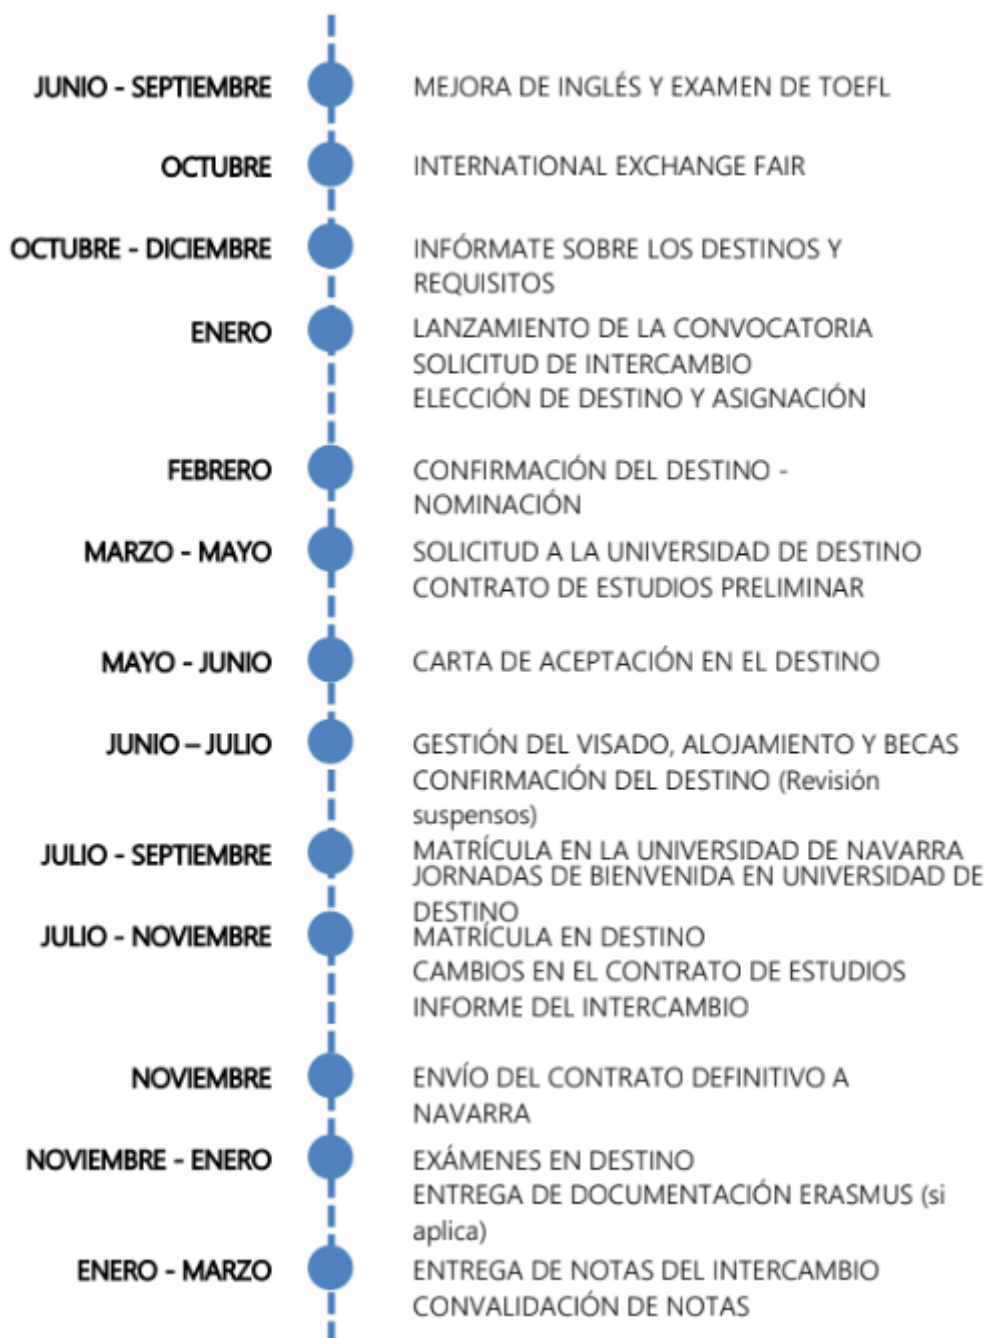 JUNIO - SEPTIEMBRE
MEJORA DE INGLÉS Y EXAMEN DE TOEFL
OCTUBRE
INTERNATIONAL EXCHANGE FAIR
OCTUBRE - DICIEMBRE
INFÓRMATE SOBRE LOS DESTINOS Y
REQUISITOS
ENERO
LANZAMIENTO DE LA CONVOCATORIA
SOLICITUD DE INTERCAMBIO
ELECCIÓN DE DESTINO Y ASIGNACIÓN
FEBRERO
CONFIRMACIÓN DEL DESTINO -
NOMINACIÓN
MARZO - MAYO
SOLICITUD A LA UNIVERSIDAD DE DESTINO
CONTRATO DE ESTUDIOS PRELIMINAR
MAYO - JUNIO
CARTA DE ACEPTACIÓN EN EL DESTINO
JUNIO – JULIO
GESTIÓN DEL VISADO, ALOJAMIENTO Y BECAS
CONFIRMACIÓN DEL DESTINO (Revisión
suspensos)
JULIO - SEPTIEMBRE
MATRÍCULA EN LA UNIVERSIDAD DE NAVARRA
JORNADAS DE BIENVENIDA EN UNIVERSIDAD DE
DESTINO
JULIO - NOVIEMBRE
MATRÍCULA EN DESTINO
CAMBIOS EN EL CONTRATO DE ESTUDIOS
INFORME DEL INTERCAMBIO
NOVIEMBRE
ENVÍO DEL CONTRATO DEFINITIVO A
NAVARRA
NOVIEMBRE - ENERO
EXÁMENES EN DESTINO
ENTREGA DE DOCUMENTACIÓN ERASMUS (si
aplica)
ENERO - MARZO
ENTREGA DE NOTAS DEL INTERCAMBIO
CONVALIDACIÓN DE NOTAS